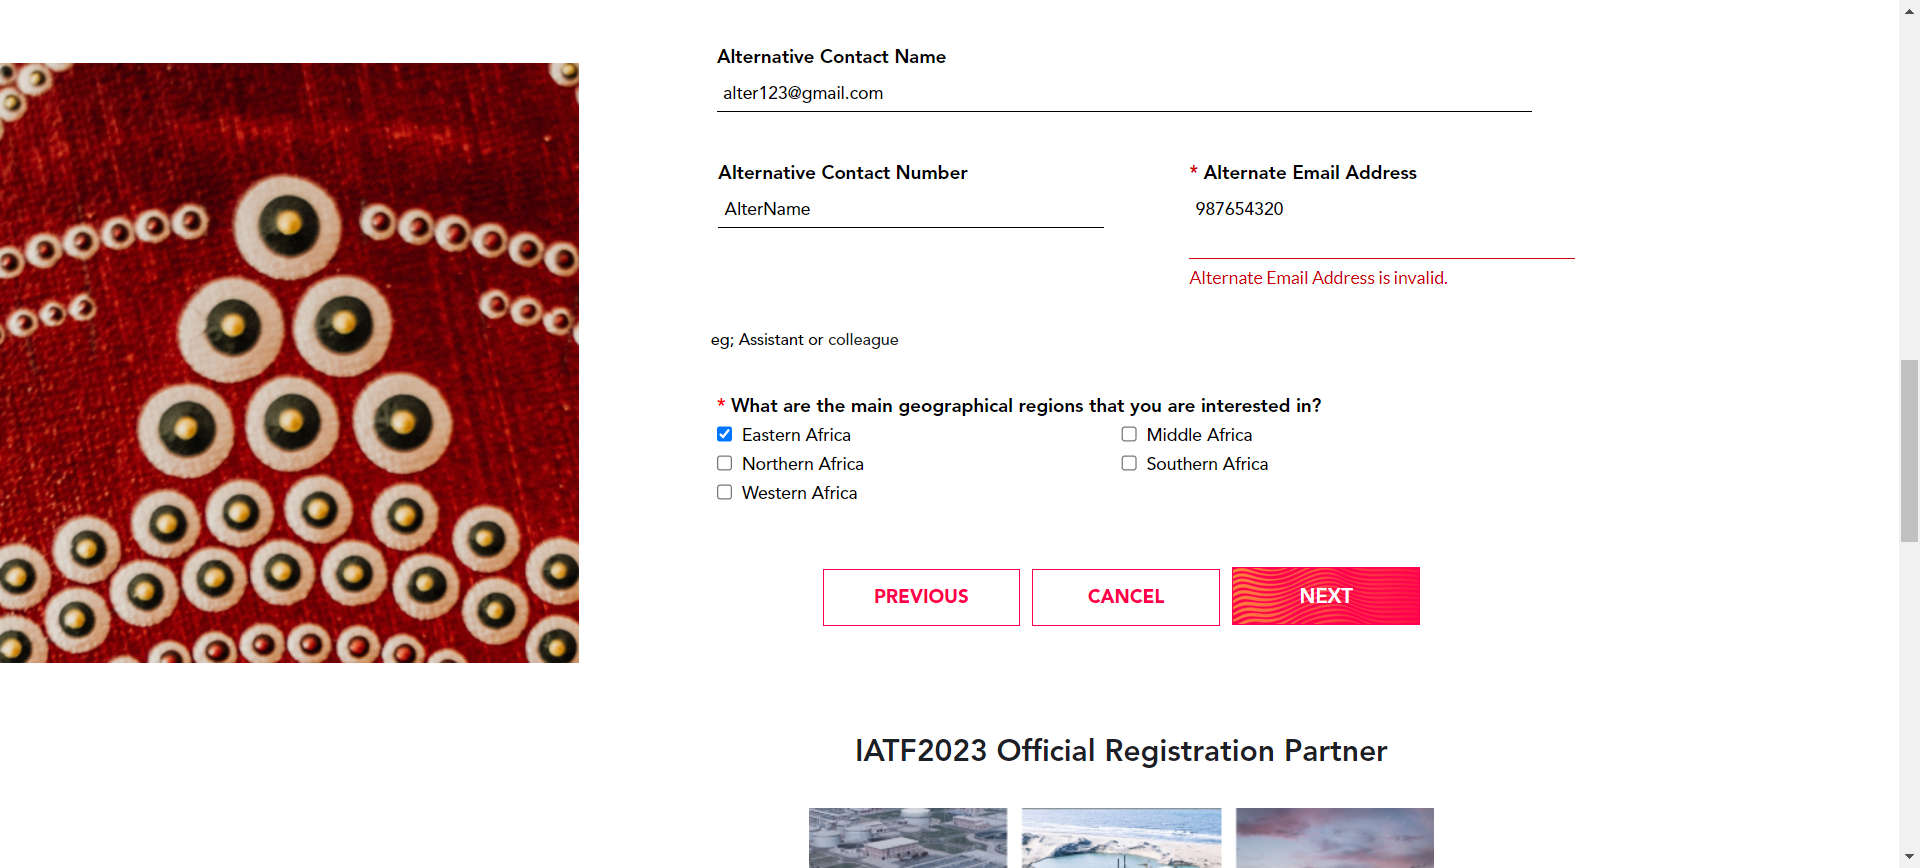 Alternative Contact Name
alter123@gmail.com
Alternative Contact Number
AlterName
* Alternate Email Address
987654320
Alternate Email Address is invalid.
eg; Assistant or colleague
* What are the main geographical regions that you are interested in?
Eastern Africa
Middle Africa
Northern Africa
Southern Africa
Western Africa
PREVIOUS
CANCEL
NEXT
IATF2023 Official Registration Partner